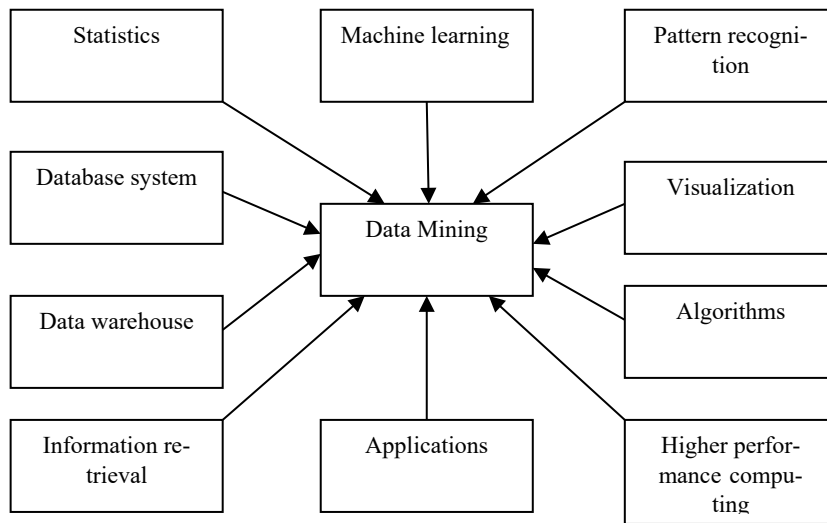 Statistics
Machine learning
Pattern recogni-
tion
Database system
Data Mining
Visualization
Data warehouse
Algorithms
Information re-
trieval
Applications
Higher perfor-
mance compu-
ting